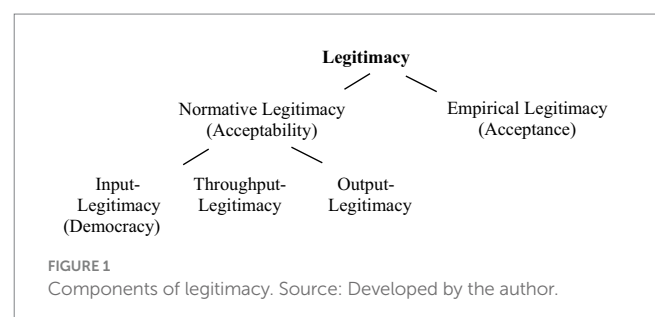 Legitimacy
Normative Legitimacy
(Acceptability)
Empirical Legitimacy
(Acceptance)
Input-
Legitimacy
(Democracy)
Throughput-
Legitimacy
Output-
Legitimacy
FIGURE 1
Components of legitimacy. Source: Developed by the author.